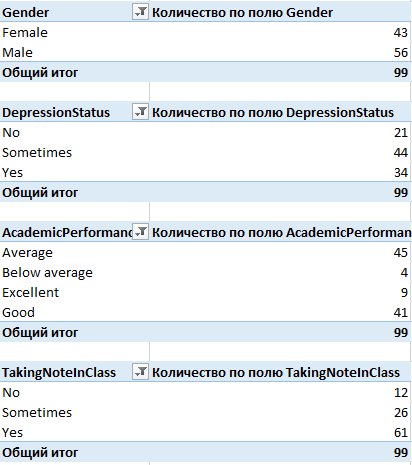 Gender Количество по полю Gender
Female 43
Male 56
Общий итог 99
DepressionStatus Количество по полю DepressionStatus
No 21
Sometimes 44
Yes 34
Общий итог 99
AcademicPerformanc Количество по полю AcademicPerforman
Average 45
Below average 4
Excellent 9
Good 41
Общий итог 99
TakingNoteInClass Количество по полю TakingNoteInClass
No 12
Sometimes 26
Yes 61
Общий итог 99